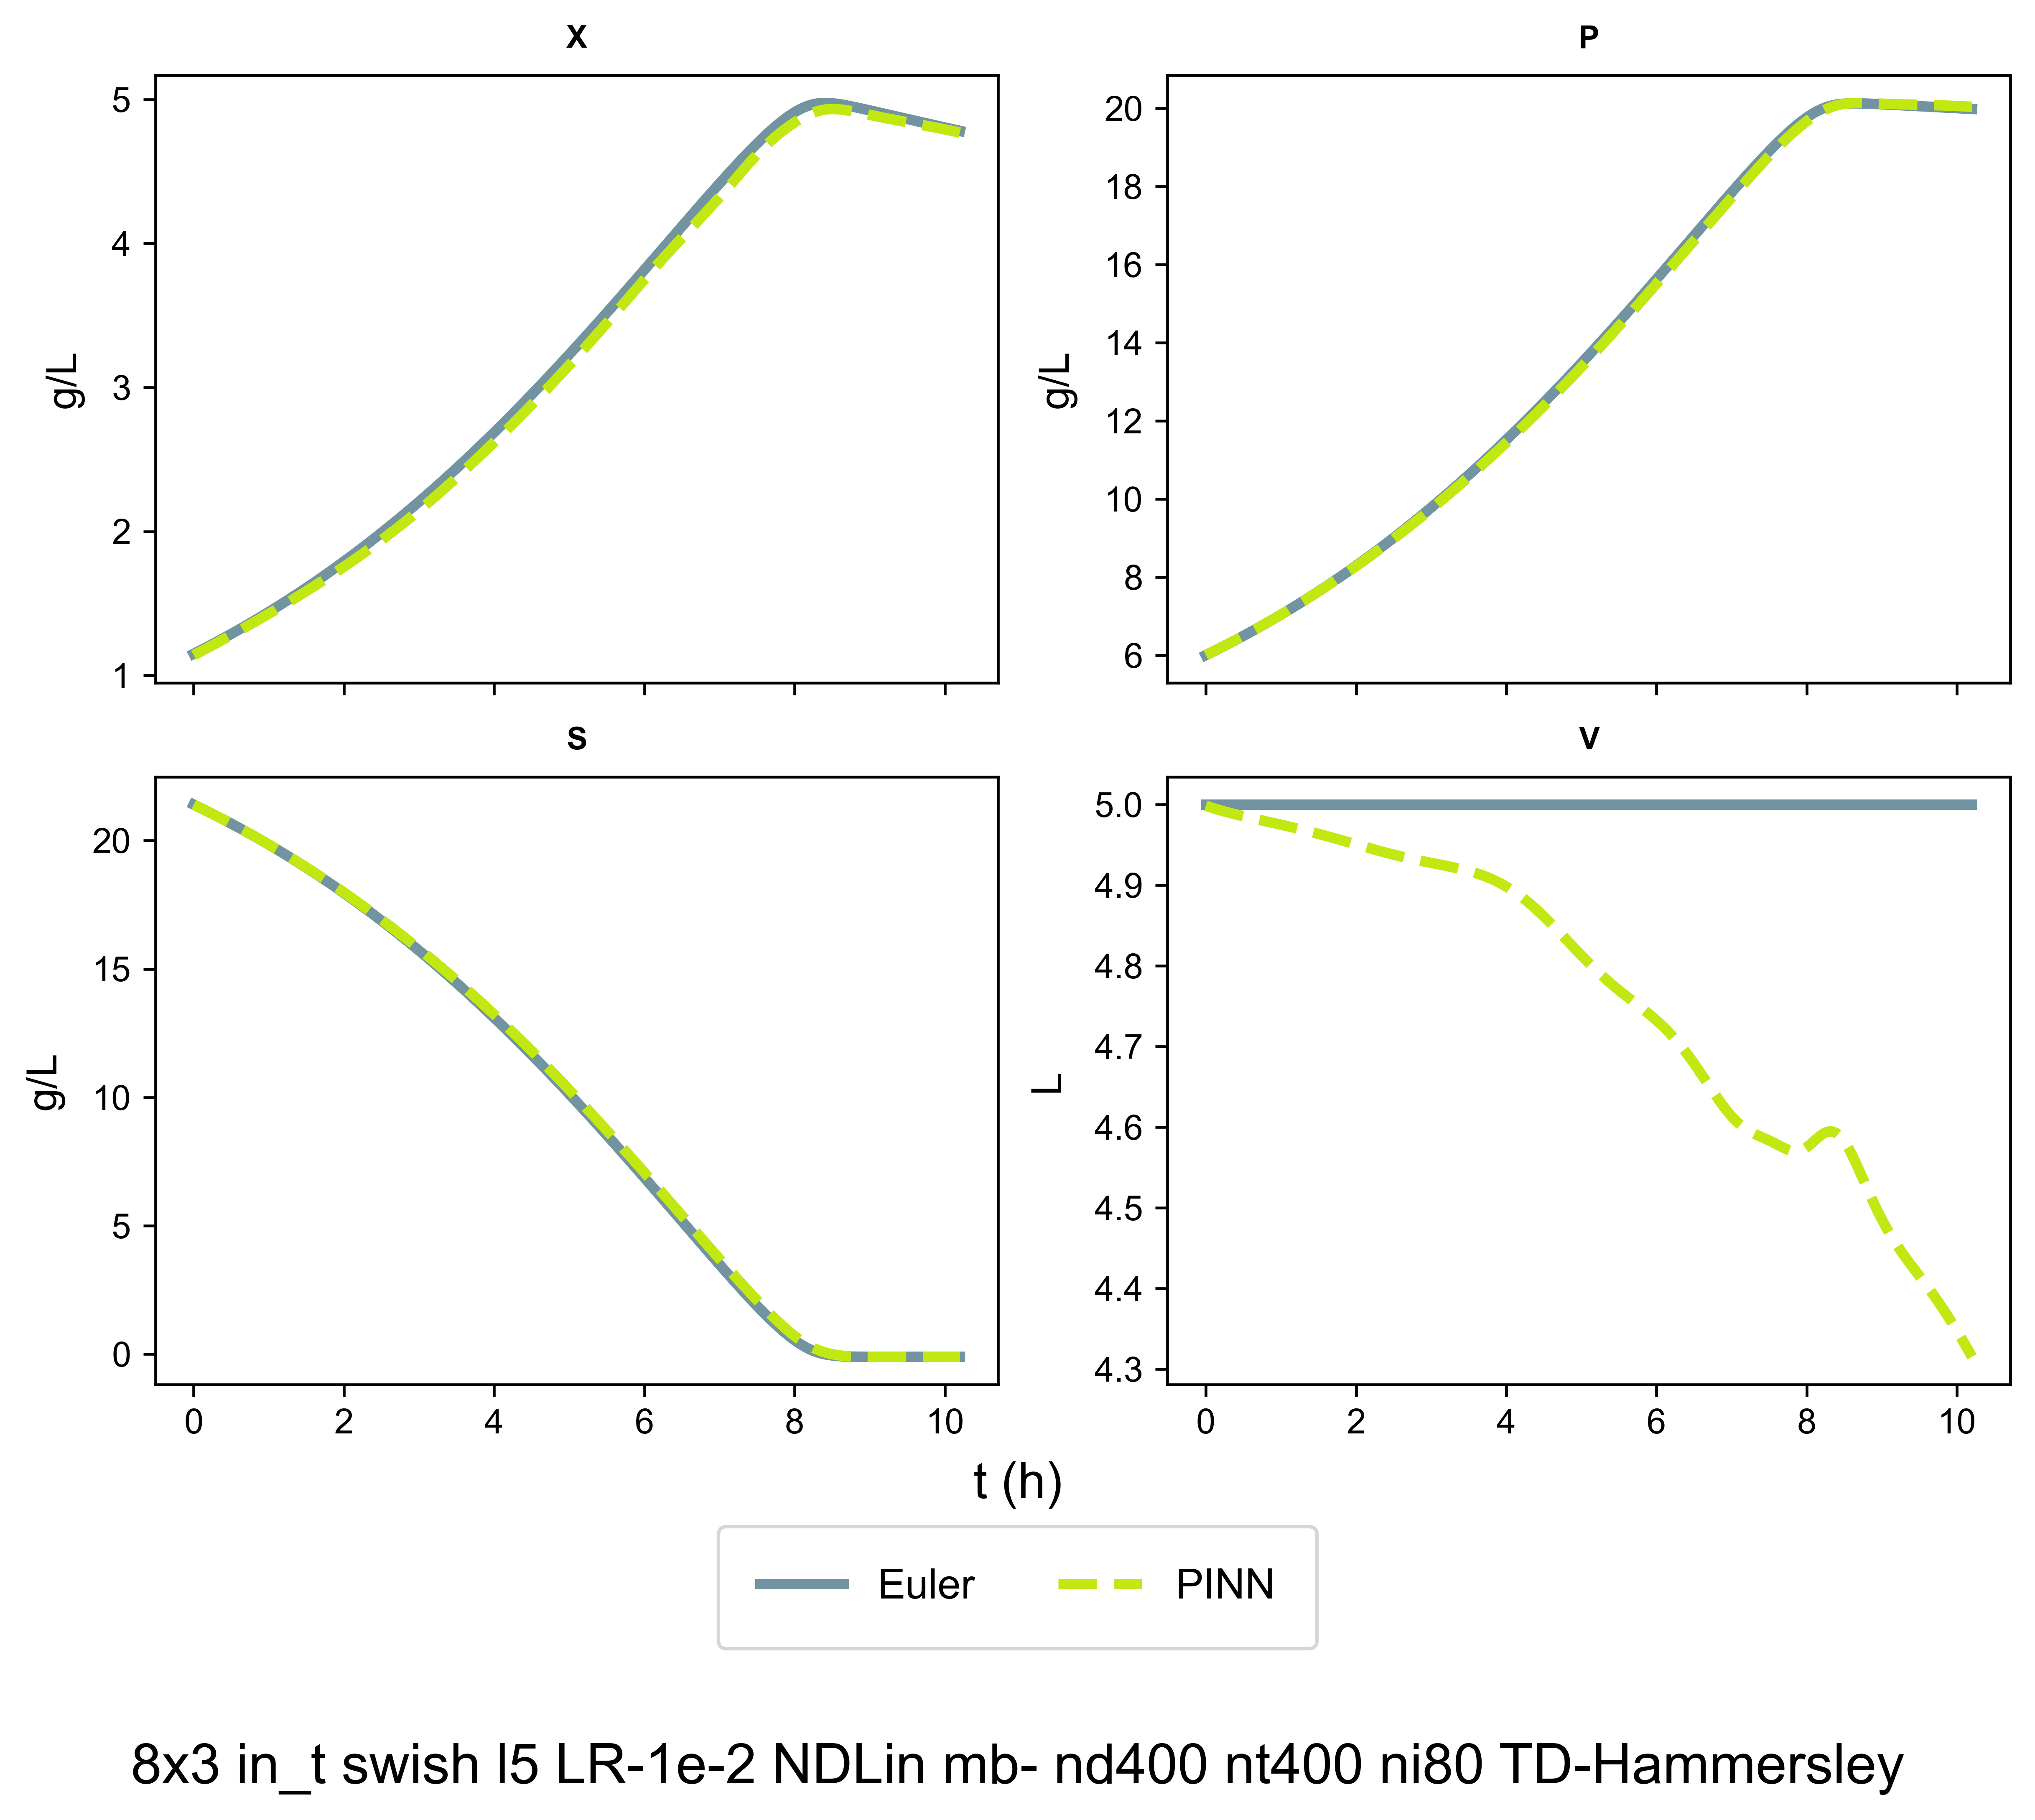 X
5
4
3
2
1
g/L
P
20
18
16
14
12
10
8
6
g/L
S
20
15
10
5
0
g/L
0 2 4 6 8 10
V
5.0
4.9
4.8
4.7
4.6
4.5
4.4
4.3
L
0 2 4 6 8 10
t (h)
Euler PINN
8x3 in_t swish l5 LR-1e-2 NDLin mb- nd400 nt400 ni80 TD-Hammersley